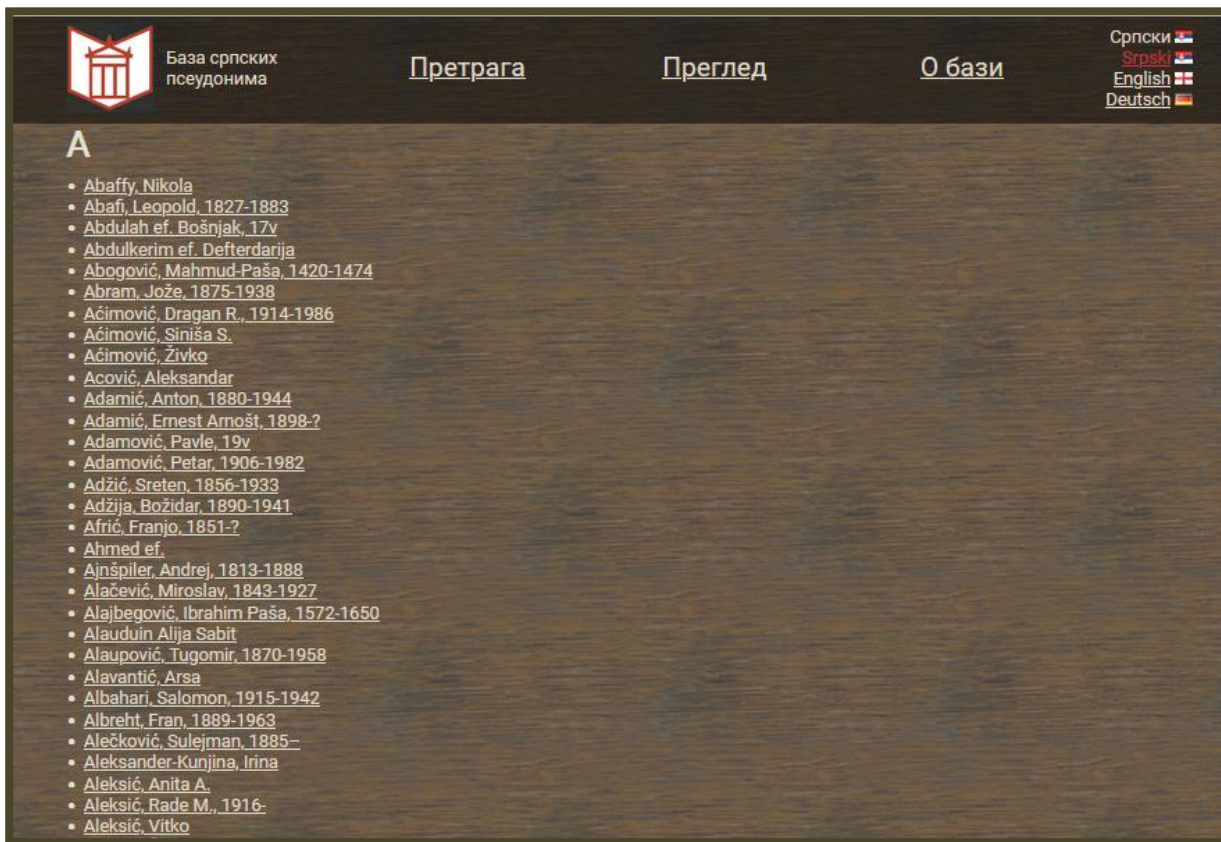 База српских
псеудонима
Претрага
Преглед
О бази
Српски
Srpski
English
Deutsch
A
• Abaffy, Nikola
• Abafi, Leopold, 1827-1883
• Abdulah ef. Bošnjak, 17v
• Abdulkerim ef. Defterdarija
• Abogović, Mahmud-Paša, 1420-1474
• Abram, Jože, 1875-1938
• Aćimović, Dragan R., 1914-1986
• Aćimović, Siniša S.
• Aćimović, Živko
• Acović, Aleksandar
• Adamić, Anton, 1880-1944
• Adamić, Ernest Arnošt, 1898-?
• Adamović, Pavle, 19v
• Adamović, Petar, 1906-1982
• Adžić, Sreten, 1856-1933
• Adžija, Božidar, 1890-1941
• Afrić, Franjo, 1851-?
• Ahmed ef.
• Ajnšpiler, Andrej, 1813-1888
• Alačević, Miroslav, 1843-1927
• Alajbegović, Ibrahim Paša, 1572-1650
• Alauduin Alija Sabit
• Alaupović, Tugomir, 1870-1958
• Alavantić, Arsa
• Albahari, Salomon, 1915-1942
• Albreht, Fran, 1889-1963
• Alečković, Sulejman, 1885–
• Aleksander-Kunjina, Irina
• Aleksić, Anita A.
• Aleksić, Rade M., 1916-
• Aleksić, Vitko